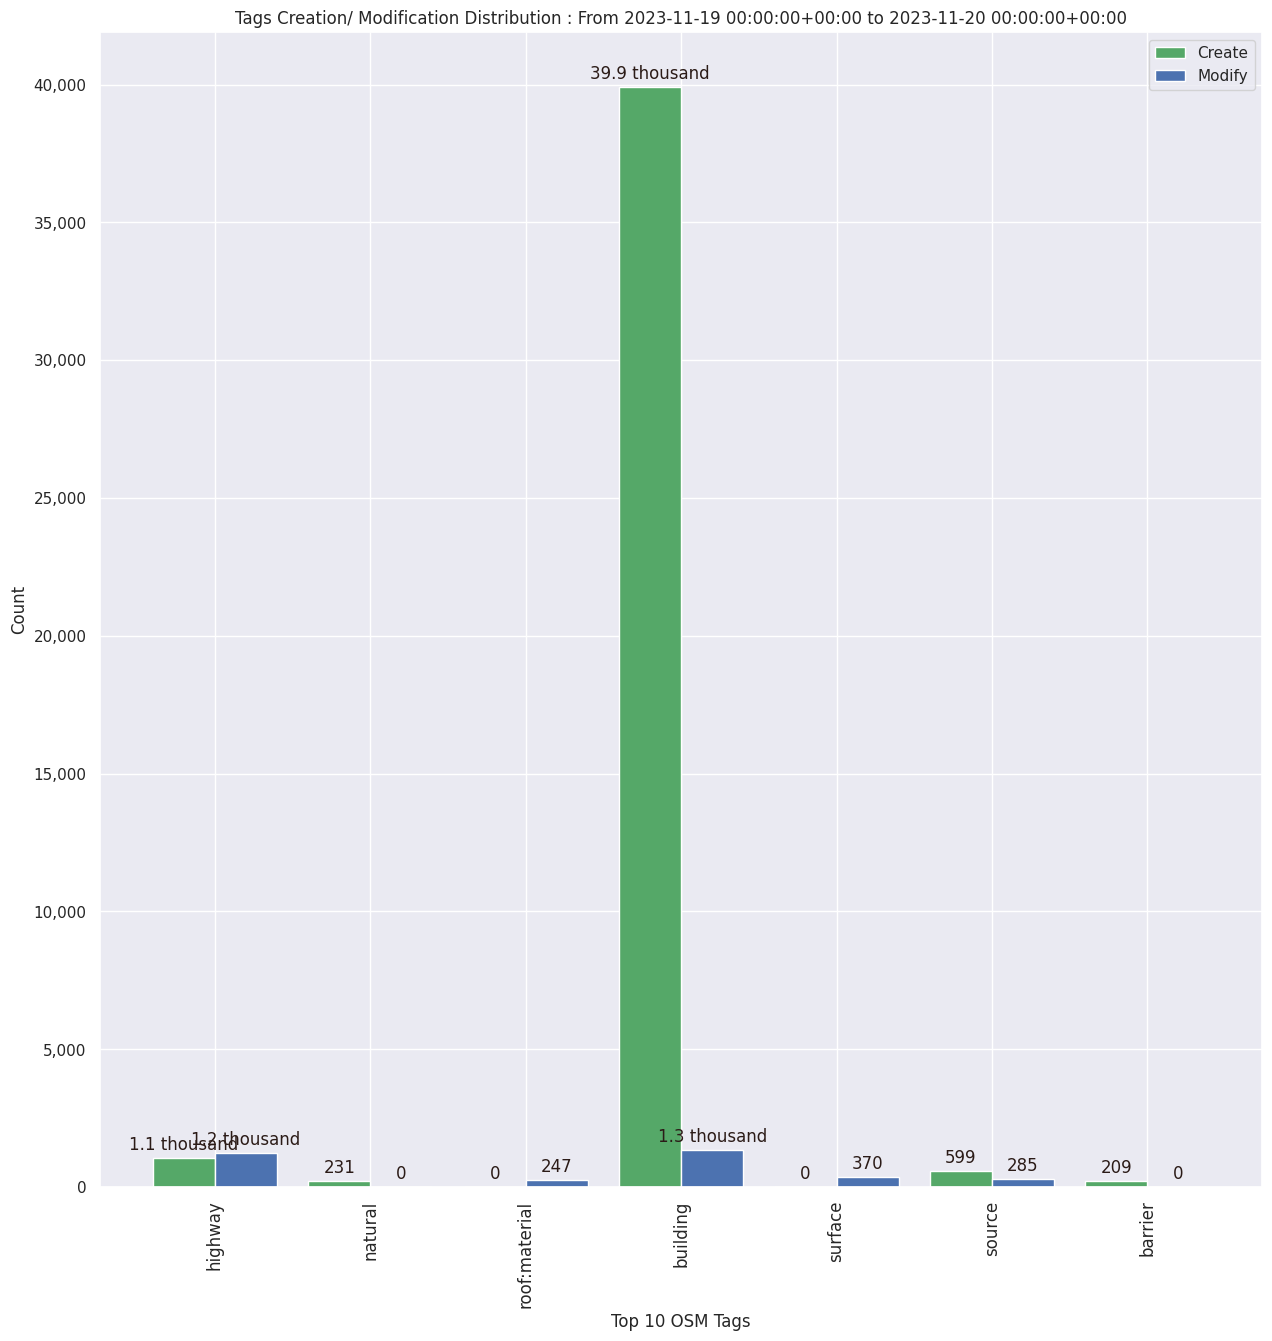 Tags Creation/ Modification Distribution : From 2023-11-19 00:00:00+00:00 to 2023-11-20 00:00:00+00:00
Create
Modify
39.9 thousand
40,000
35,000
30,000
25,000
20,000
15,000
10,000
5,000
0
Count
1.1 thousand
1.2 thousand
231
0
0
247
1.3 thousand
0
370
599
285
209
0
highway
natural
roof:material
building
surface
source
barrier
Top 10 OSM Tags